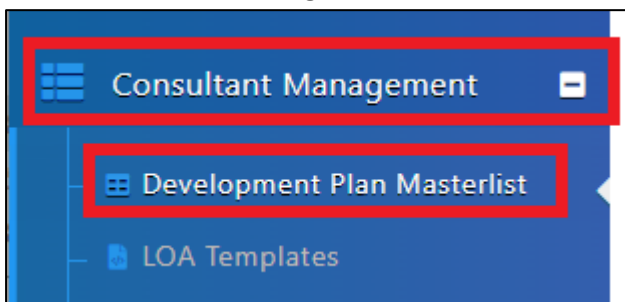 Consultant Management
Development Plan Masterlist
LOA Templates